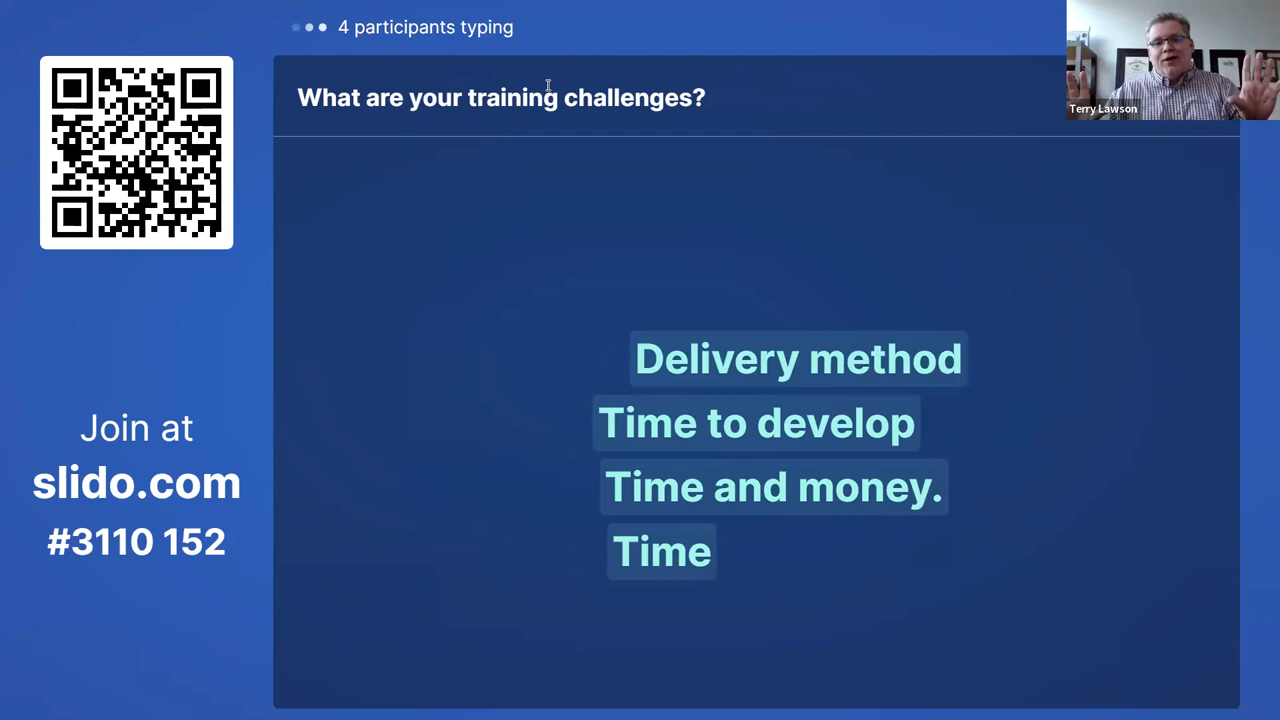 4 participants typing
What are your training challenges?
Terry Lawson
Delivery method
Time to develop
Time and money.
Time
Join at
slido.com
#3110 152